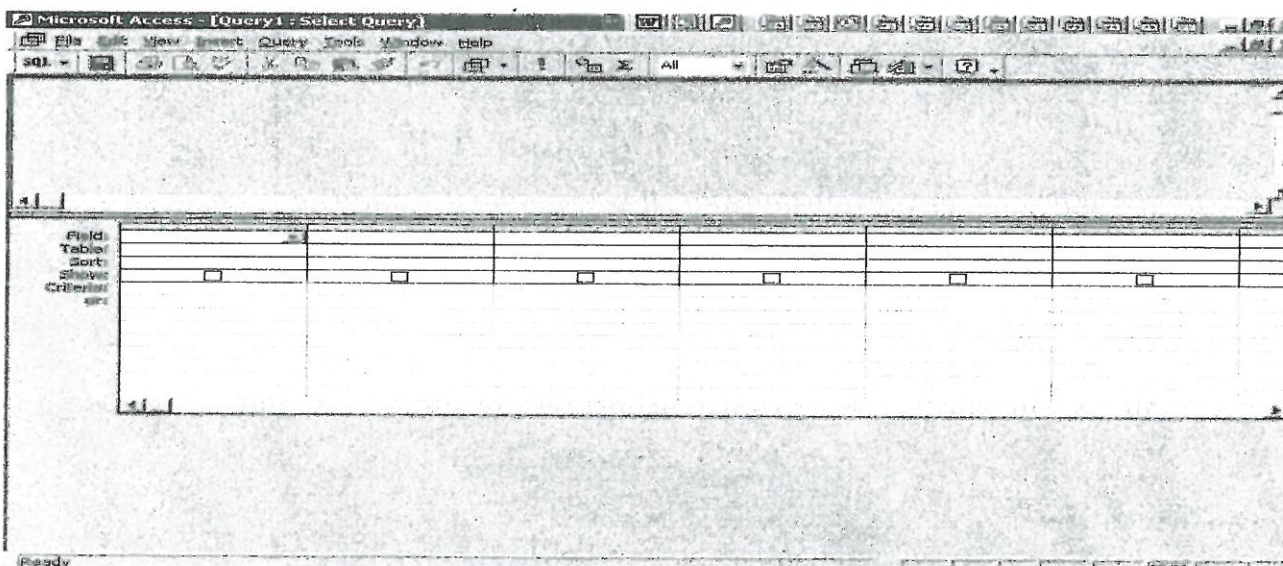 Microsoft Access - [Query1 : Select Query]
File Edit View Insert Query Tools Window Help
SQL All
Field:
Table:
Sort:
Show:
Criteria:
or:
Ready